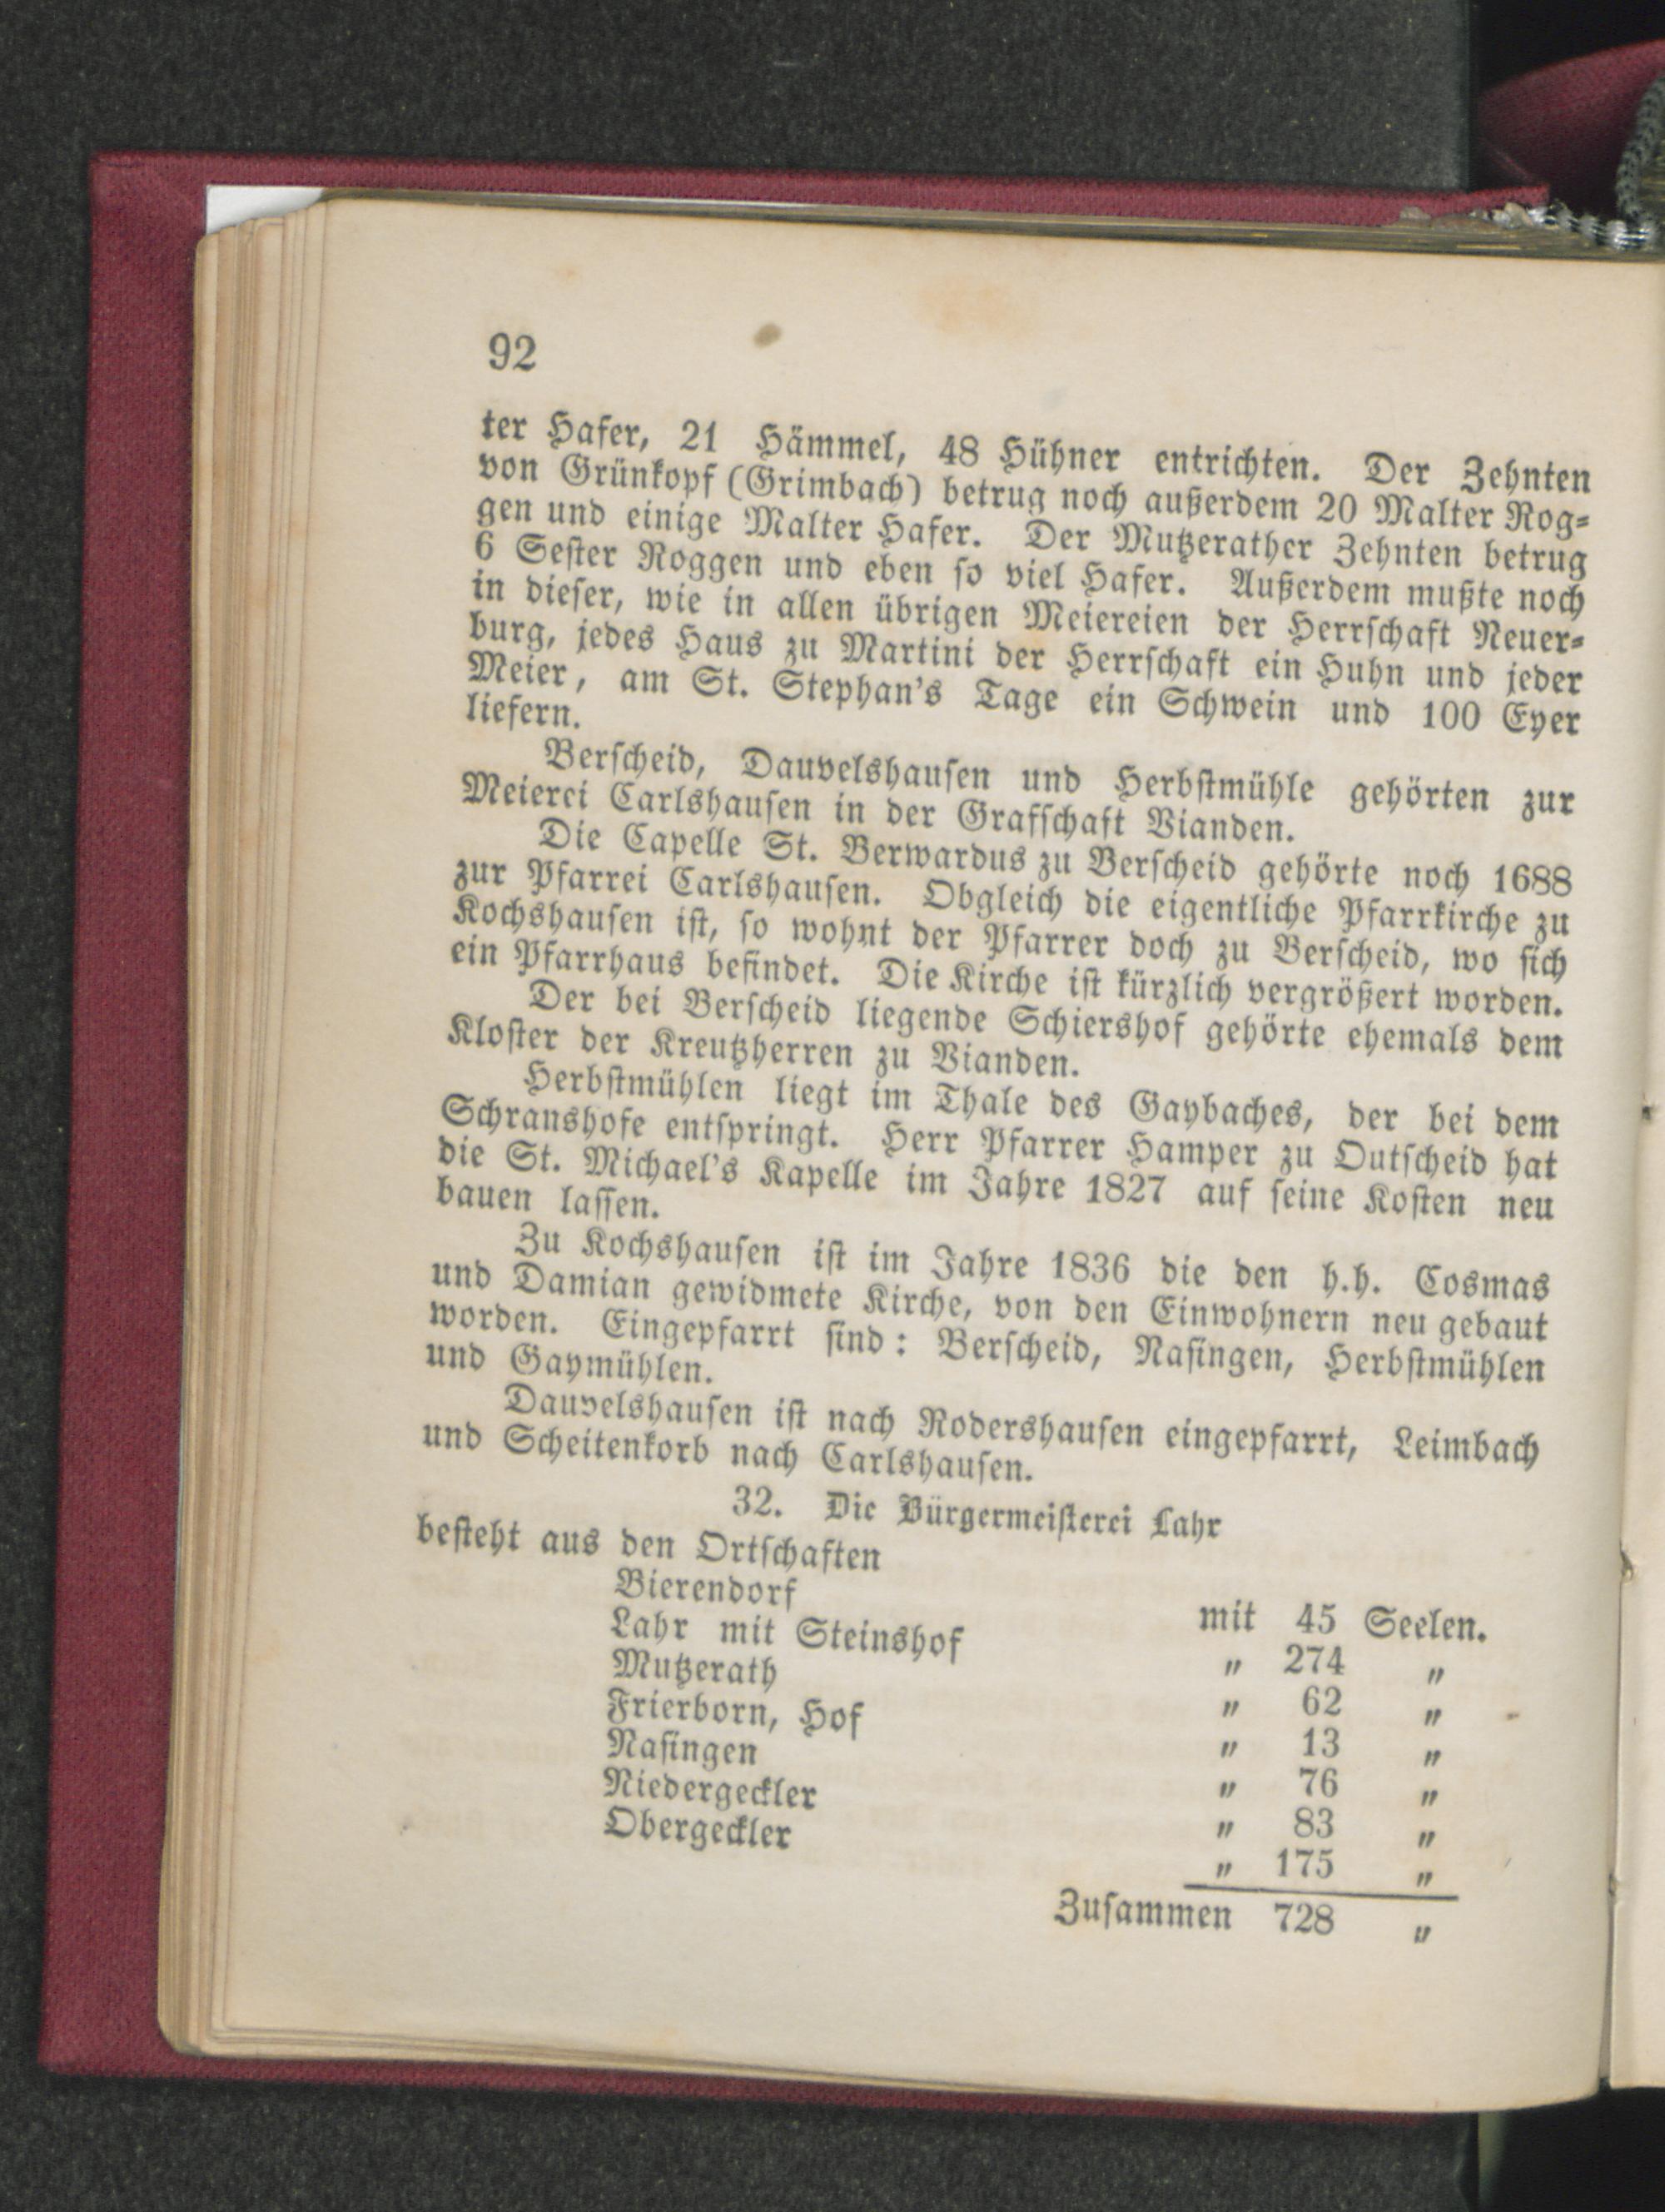 92
ter Hafer, 21 Hämmel, 48 Hühner entrichten. Der Zehnten
von Grünkopf (Grimbach) betrug noch außerdem 20 Malter Rog-
gen und einige Malter Hafer. Der Mutzerather Zehnten betrug
6 Sester Roggen und eben so viel Hafer. Außerdem mußte noch
in dieser, wie in allen übrigen Meiereien der Herrschaft Neuer-
burg, jedes Haus zu Martini der Herrschaft ein Huhn und jeder
Meier, am St. Stephan's Tage ein Schwein und 100 Eyer
liefern.
Berscheid, Dauvelshausen und Herbstmühle gehörten zur
Meierei Carlshausen in der Grafschaft Vianden.
Die Capelle St. Berwardus zu Berscheid gehörte noch 1688
zur Pfarrei Carlshausen. Obgleich die eigentliche Pfarrkirche zu
Kochshausen ist, so wohnt der Pfarrer doch zu Berscheid, wo sich
ein Pfarrhaus befindet. Die Kirche ist kürzlich vergrößert worden.
Der bei Berscheid liegende Schiershof gehörte ehemals dem
Kloster der Kreutzherren zu Vianden.
Herbstmühlen liegt im Thale des Gaybaches, der bei dem
Schranshofe entspringt. Herr Pfarrer Hamper zu Outscheid hat
die St. Michael's Kapelle im Jahre 1827 auf seine Kosten neu
bauen lassen.
Zu Kochshausen ist im Jahre 1836 die den h.h. Cosmas
und Damian gewidmete Kirche, von den Einwohnern neu gebaut
worden. Eingepfarrt sind: Berscheid, Nasingen, Herbstmühlen
und Gaymühlen.
Dauvelshausen ist nach Rodershausen eingepfarrt, Leimbach
und Scheitenkorb nach Carlshausen.
32. Die Bürgermeisterei Lahr
besteht aus den Ortschaften
Bierendorf mit 45 Seelen.
Lahr mit Steinshof " 274 "
Mutzerath " 62 "
Frierborn, Hof " 13 "
Nasingen " 76 "
Niedergeckler " 83 "
Obergeckler " 175 "
Zusammen 728 "